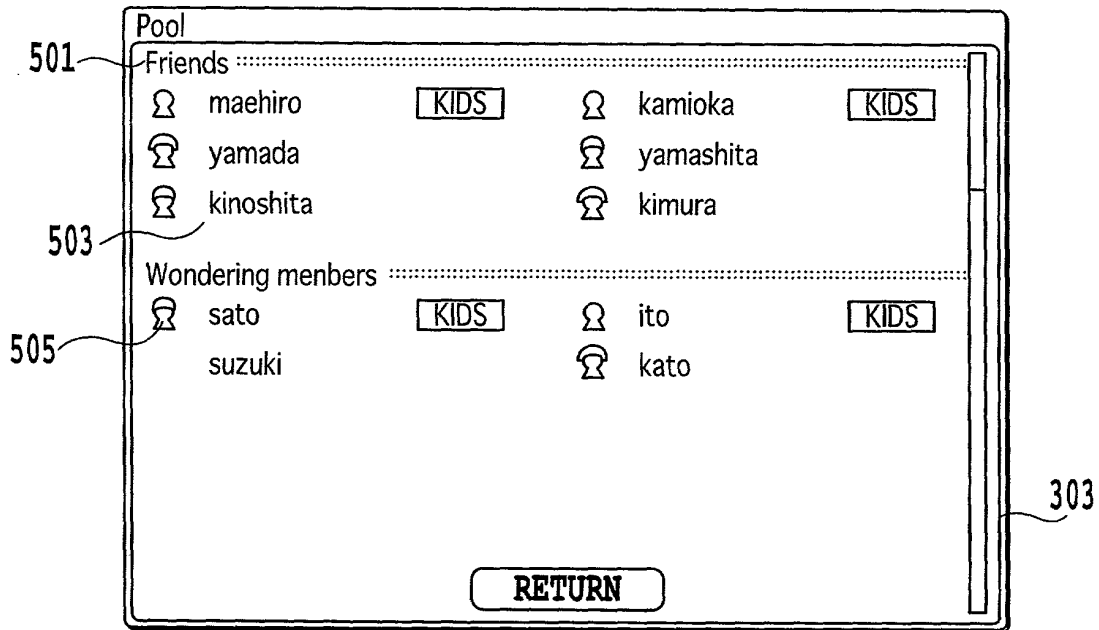 Pool
501 Friends
maehiro KIDS kamioka KIDS
yamada yamashita
kinoshita kimura
503
Wondering menbers
sato KIDS ito KIDS
505
suzuki kato
303
RETURN